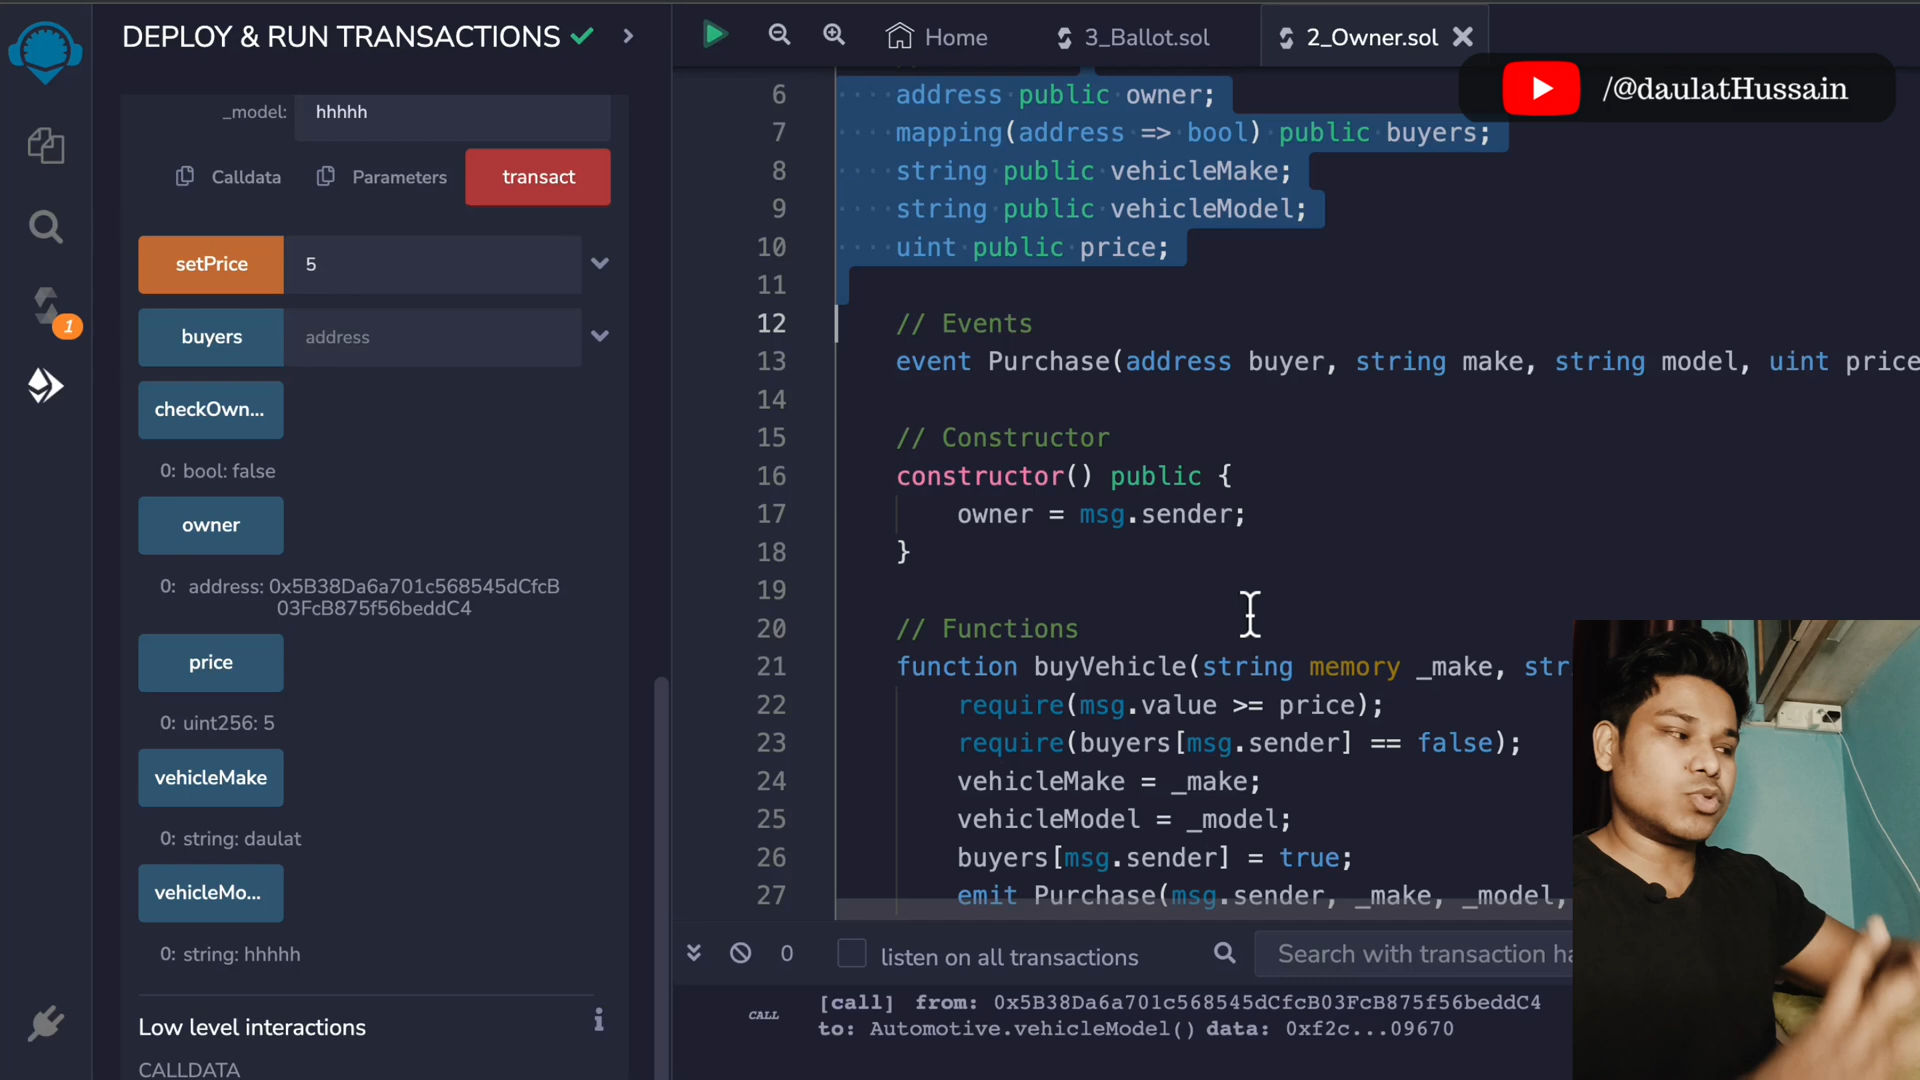 DEPLOY & RUN TRANSACTIONS
_model: hhhhh
Calldata Parameters transact
setPrice 5
buyers address
checkOwn...
0: bool: false
owner
0: address: 0x5B38Da6a701c568545dCfcB
03FcB875f56beddC4
price
0: uint256: 5
vehicleMake
0: string: daulat
vehicleMo...
0: string: hhhhh
Low level interactions
i
CALLDATA
1
Home 3_Ballot.sol 2_Owner.sol
/@daulatHussain
6 address public owner;
7 mapping(address => bool) public buyers;
8 string public vehicleMake;
9 string public vehicleModel;
10 uint public price;
11
12 // Events
13 event Purchase(address buyer, string make, string model, uint price
14
15 // Constructor
16 constructor() public {
17 owner = msg.sender;
18 }
19
20 // Functions
21 function buyVehicle(string memory _make, str
22 require(msg.value >= price);
23 require(buyers[msg.sender] == false);
24 vehicleMake = _make;
25 vehicleModel = _model;
26 buyers[msg.sender] = true;
27 emit Purchase(msg.sender, _make, _model,
0 listen on all transactions Search with transaction ha
CALL [call] from: 0x5B38Da6a701c568545dCfcB03FcB875f56beddC4
to: Automotive.vehicleModel() data: 0xf2c...09670